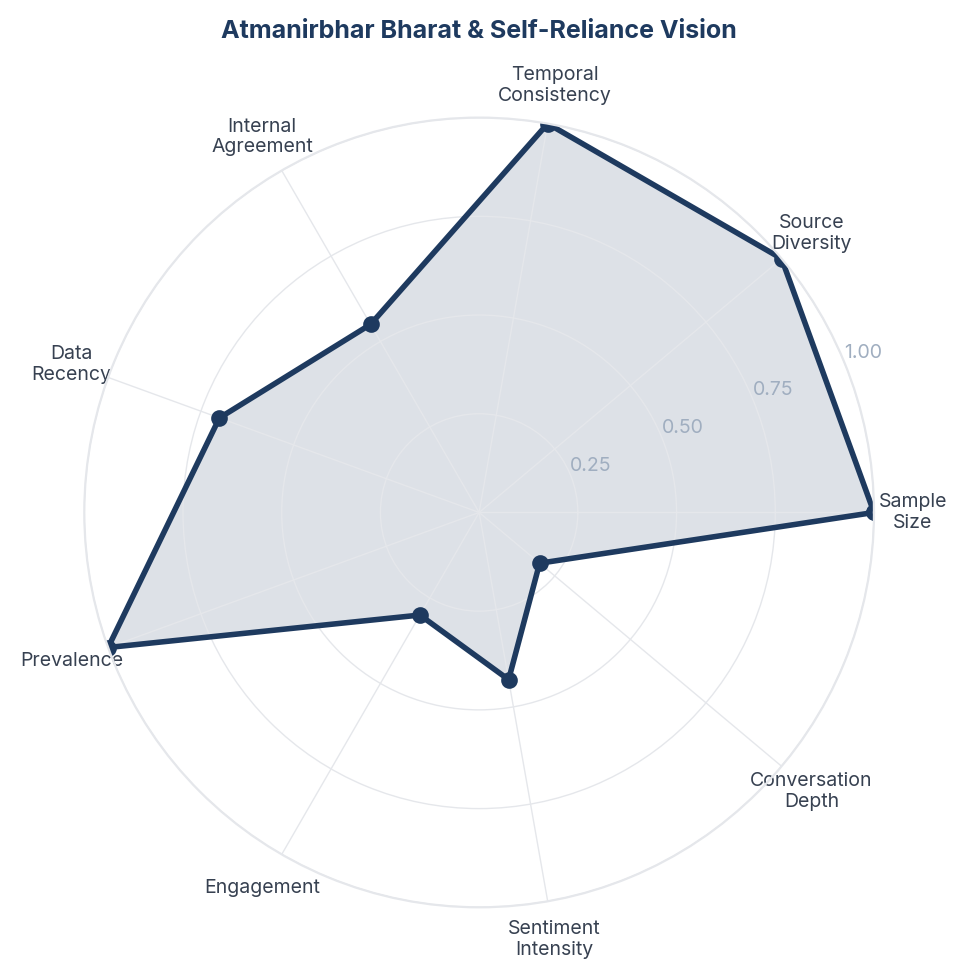 Atmanirbhar Bharat & Self-Reliance Vision
Temporal
Consistency
Internal
Agreement
Source
Diversity
Data
Recency
1.00
0.75
0.50
0.25
Sample
Size
Prevalence
Conversation
Depth
Engagement
Sentiment
Intensity